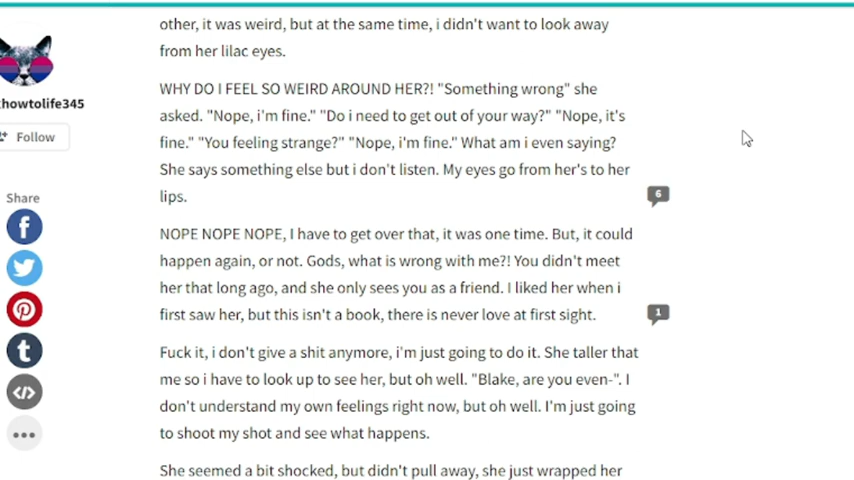 other, it was weird, but at the same time, i didn't want to look away
from her lilac eyes.
howtolife345
Follow
WHY DO I FEEL SO WEIRD AROUND HER?! "Something wrong" she
asked. "Nope, i'm fine." "Do i need to get out of your way?" "Nope, it's
fine." "You feeling strange?" "Nope, i'm fine." What am i even saying?
She says something else but i don't listen. My eyes go from her's to her
lips.
6
Share
NOPE NOPE NOPE, I have to get over that, it was one time. But, it could
happen again, or not. Gods, what is wrong with me?! You didn't meet
her that long ago, and she only sees you as a friend. I liked her when i
first saw her, but this isn't a book, there is never love at first sight.
1
Fuck it, i don't give a shit anymore, i'm just going to do it. She taller that
me so i have to look up to see her, but oh well. "Blake, are you even-". I
don't understand my own feelings right now, but oh well. I'm just going
to shoot my shot and see what happens.
She seemed a bit shocked, but didn't pull away, she just wrapped her